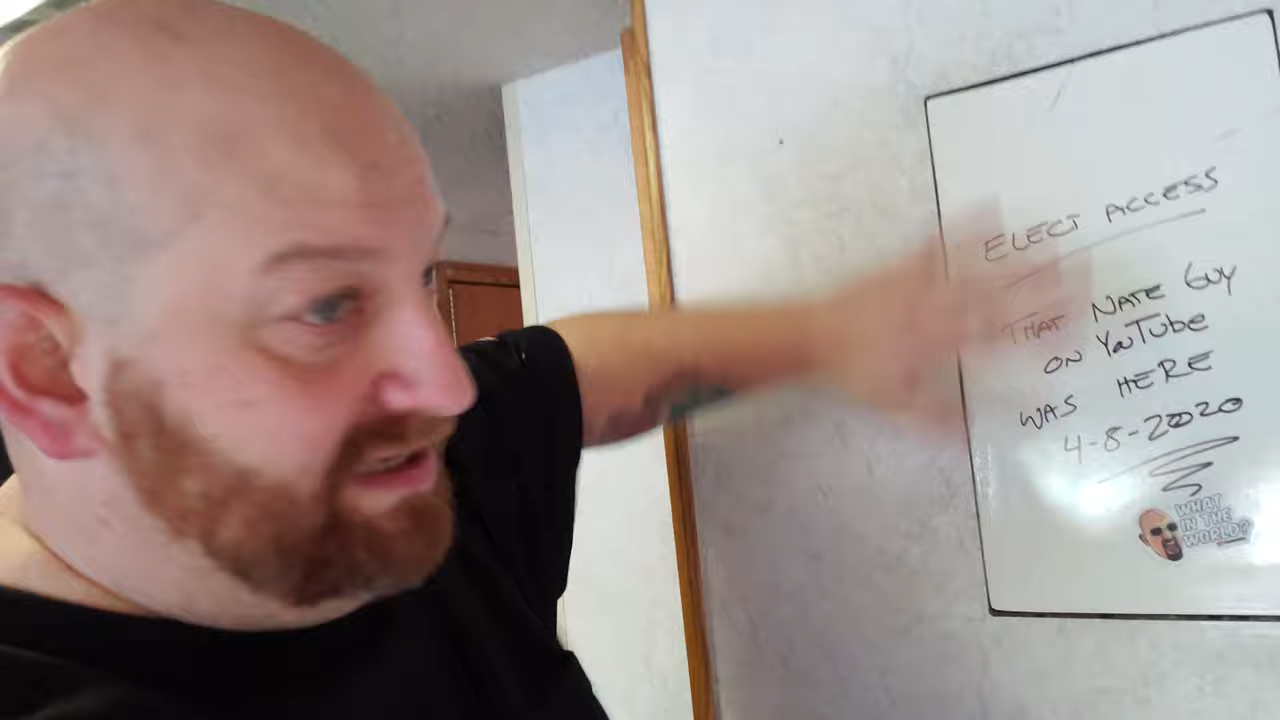 ELECT ACCESS
THAT NATE GUY
ON YouTube
WAS HERE
4-8-2020
WHAT
IN THE
WORLD?